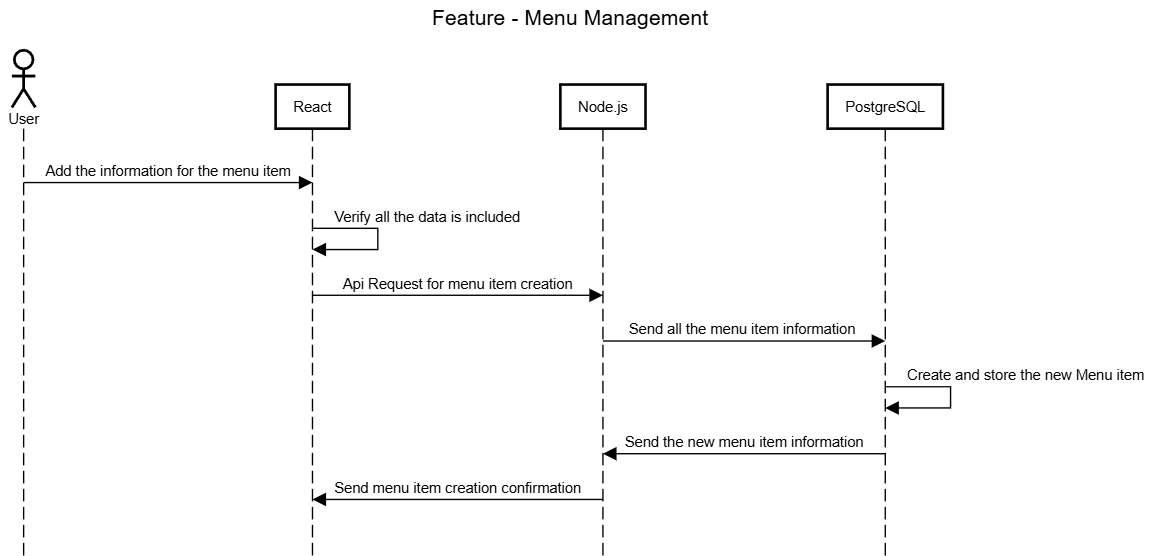 Feature - Menu Management
User
React
Node.js
PostgreSQL
Add the information for the menu item
Verify all the data is included
Api Request for menu item creation
Send all the menu item information
Create and store the new Menu item
Send the new menu item information
Send menu item creation confirmation